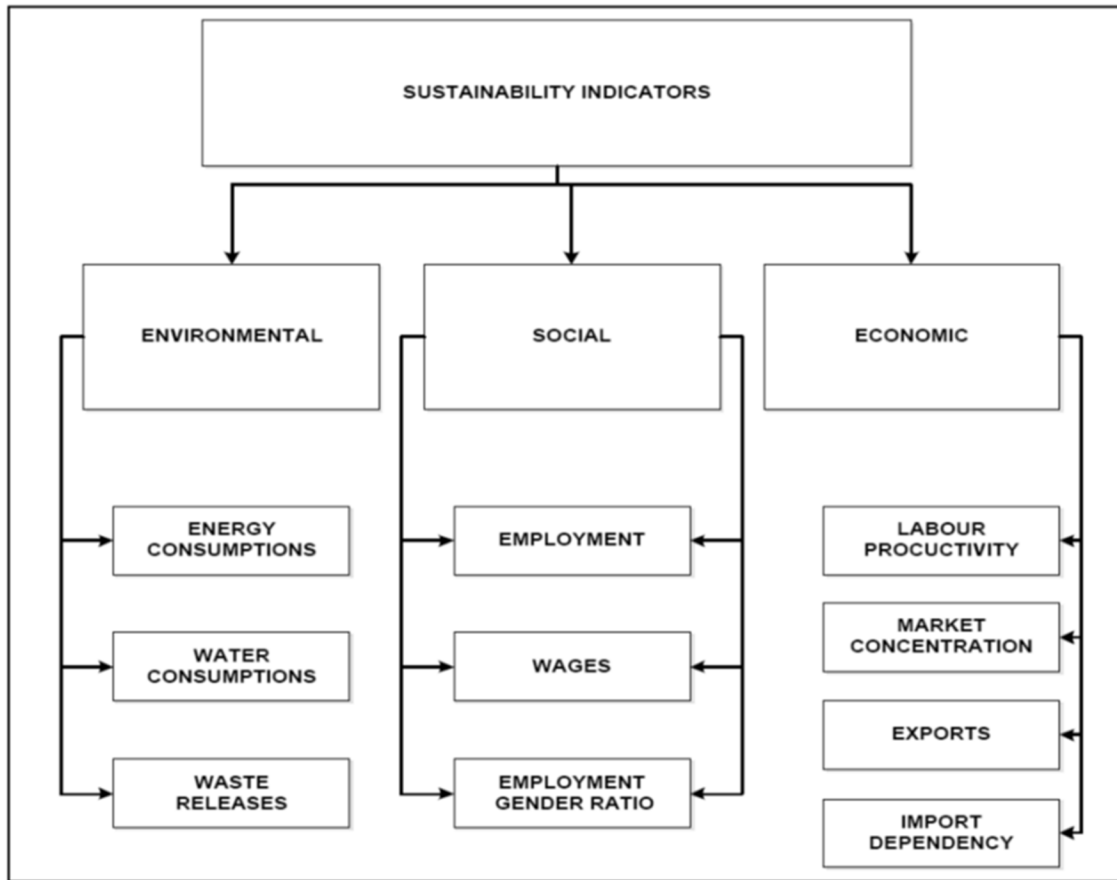 SUSTAINABILITY INDICATORS
ENVIRONMENTAL
SOCIAL
ECONOMIC
ENERGY
CONSUMPTIONS
WATER
CONSUMPTIONS
WASTE
RELEASES
EMPLOYMENT
WAGES
EMPLOYMENT
GENDER RATIO
LABOUR
PROCUCTIVITY
MARKET
CONCENTRATION
EXPORTS
IMPORT
DEPENDENCY